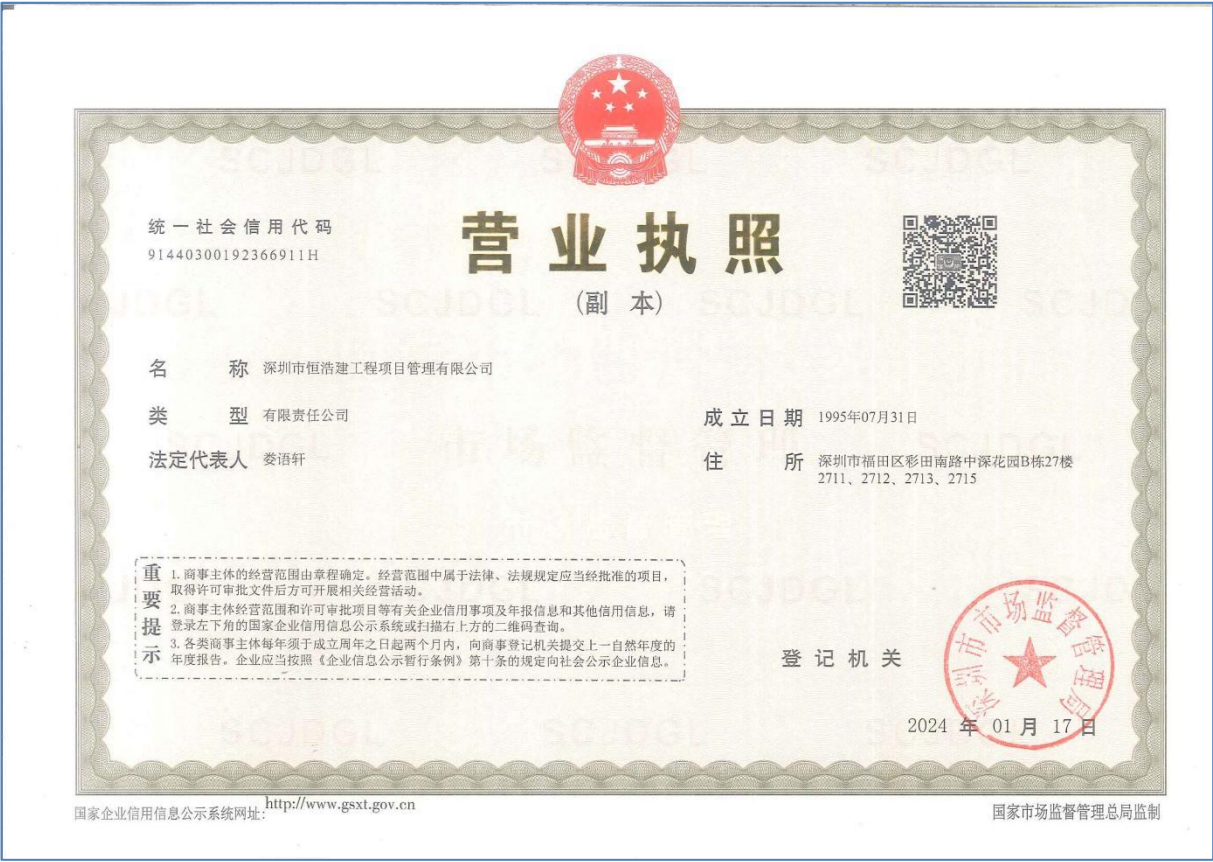 统一社会信用代码
91440300192366911H
营业执照
(副 本)
名 称 深圳市恒浩建工程项目管理有限公司
类 型 有限责任公司
成立日期 1995年07月31日
法定代表人 娄语轩
住 所 深圳市福田区彩田南路中深花园B栋27楼
2711、2712、2713、2715
重要提示
1. 商事主体的经营范围由章程确定。经营范围中属于法律、法规规定应当经批准的项目,
取得许可审批文件后方可开展相关经营活动。
2. 商事主体经营范围和许可审批项目等有关企业信用事项及年报信息和其他信用信息,请
登录左下角的国家企业信用信息公示系统或扫描右上方的二维码查询。
3. 各类商事主体每年须于成立周年之日起两个月内,向商事登记机关提交上一自然年度的
年度报告。企业应当按照《企业信息公示暂行条例》第十条的规定向社会公示企业信息。
登记机关
深圳市市场监督管理局
2024 年 01 月 17 日
国家企业信用信息公示系统网址:http://www.gsxt.gov.cn
国家市场监督管理总局监制